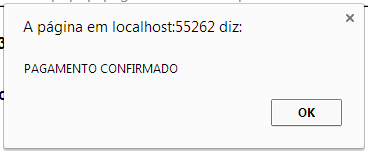 A página em localhost:55262 diz:
PAGAMENTO CONFIRMADO
OK